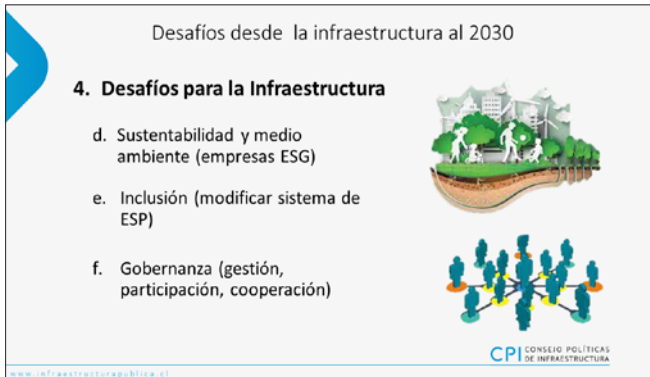 Desafíos desde la infraestructura al 2030
4. Desafíos para la Infraestructura
d. Sustentabilidad y medio
ambiente (empresas ESG)
e. Inclusión (modificar sistema de
ESP)
f. Gobernanza (gestión,
participación, cooperación)
CPI CONSEJO POLÍTICAS
DE INFRAESTRUCTURA
www.infraestructurapublica.cl